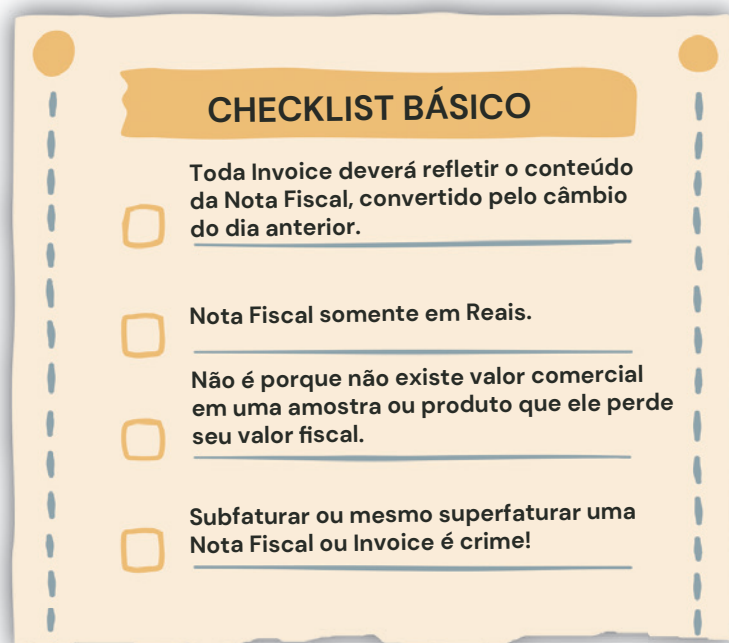 CHECKLIST BÁSICO
Toda Invoice deverá refletir o conteúdo
da Nota Fiscal, convertido pelo câmbio
do dia anterior.
Nota Fiscal somente em Reais.
Não é porque não existe valor comercial
em uma amostra ou produto que ele perde
seu valor fiscal.
Subfaturar ou mesmo superfaturar uma
Nota Fiscal ou Invoice é crime!